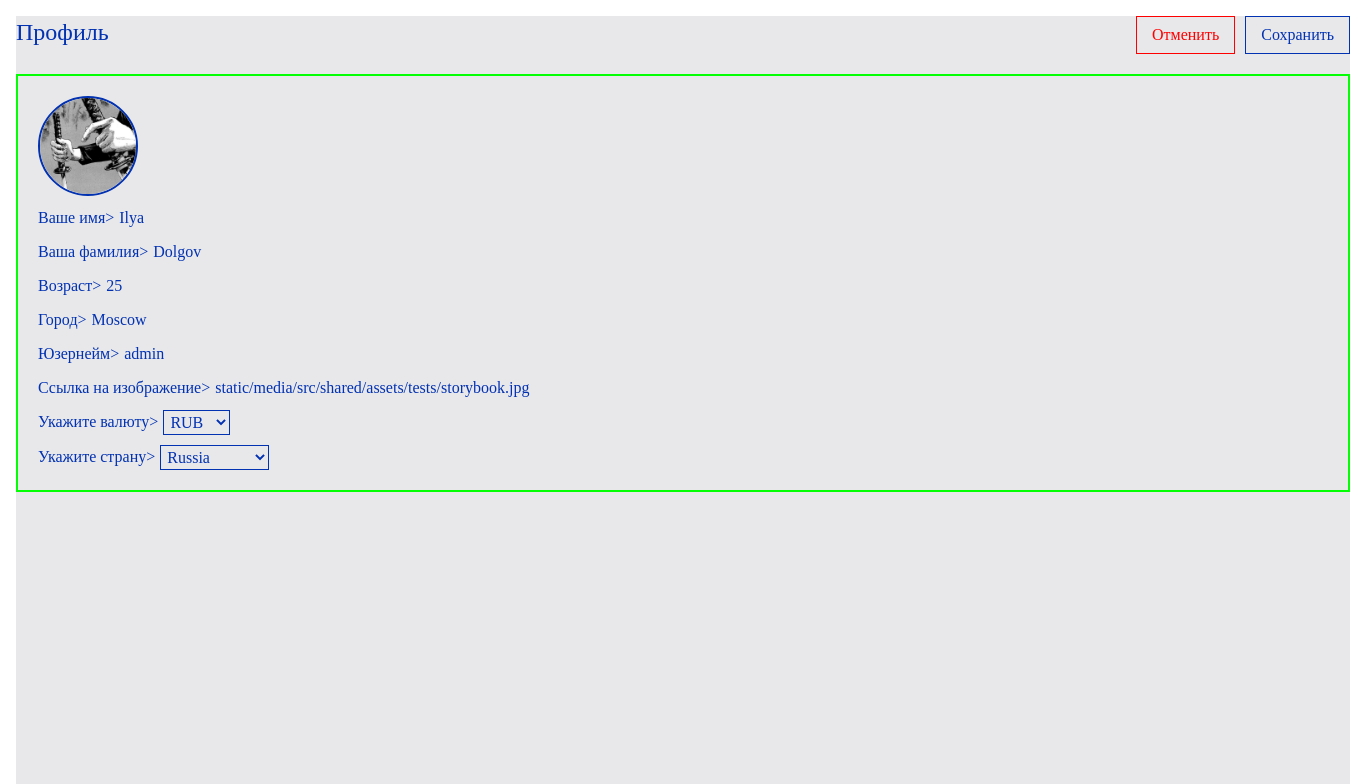 Профиль
Отменить
Сохранить
Ваше имя> Ilya
Ваша фамилия> Dolgov
Возраст> 25
Город> Moscow
Юзернейм> admin
Ссылка на изображение> static/media/src/shared/assets/tests/storybook.jpg
Укажите валюту> RUB
Укажите страну> Russia